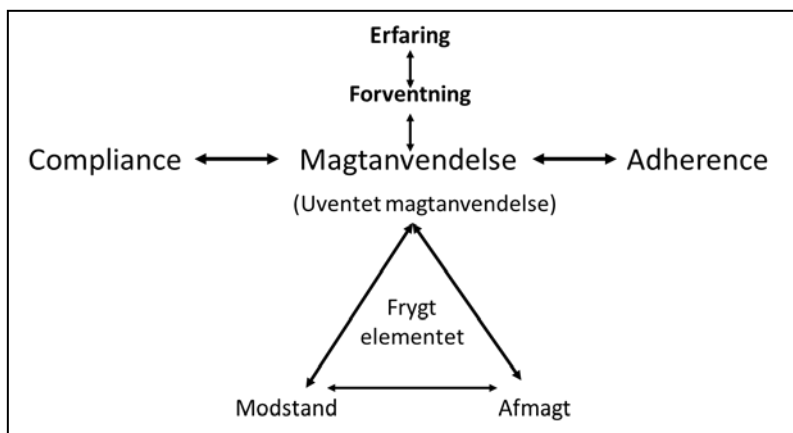 Erfaring
Forventning
Compliance Magtanvendelse Adherence
(Uventet magtanvendelse)
Frygt
elementet
Modstand Afmagt